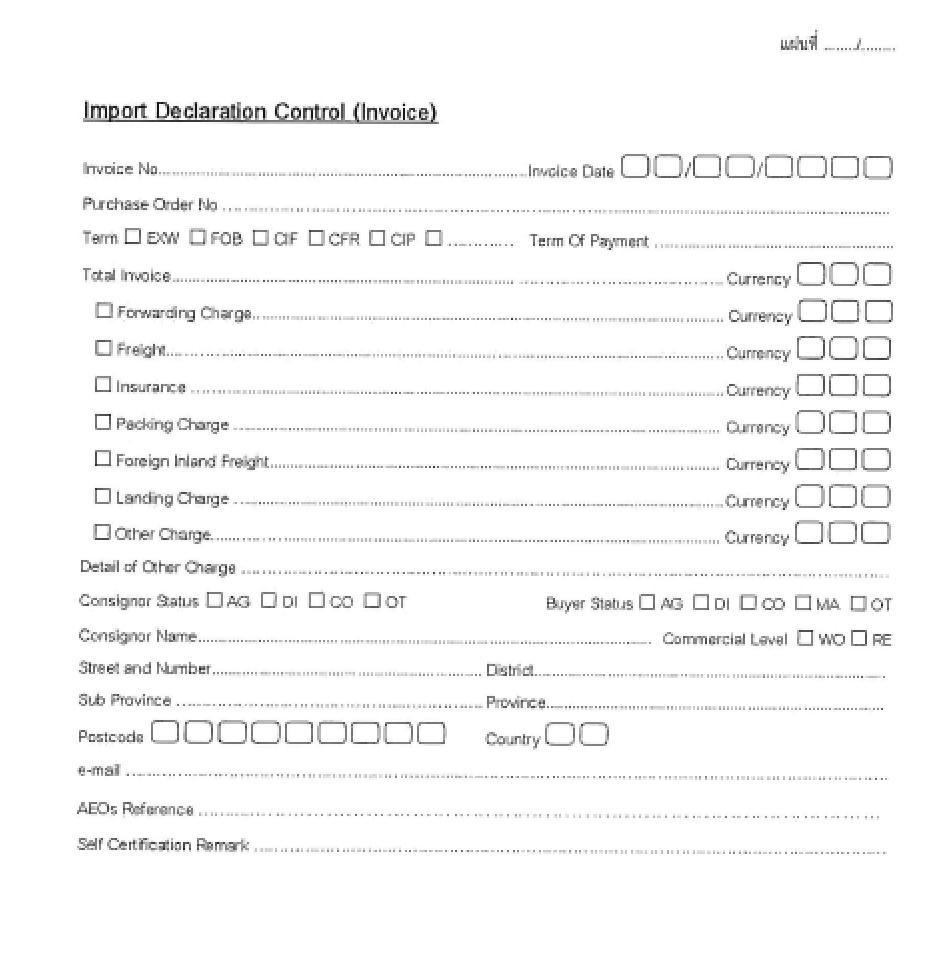 แผ่นที่ ......./........
Import Declaration Control (Invoice)
Invoice No.......... Invoice Date ☐☐/☐☐/☐☐☐☐
Purchase Order No ..........
Term ☐ EXW ☐ FOB ☐ CIF ☐ CFR ☐ CIP ☐ ............ Term Of Payment ..........
Total Invoice.......... Currency ☐☐☐
☐ Forwarding Charge.......... Currency ☐☐☐
☐ Freight.......... Currency ☐☐☐
☐ Insurance .......... Currency ☐☐☐
☐ Packing Charge .......... Currency ☐☐☐
☐ Foreign Inland Freight.......... Currency ☐☐☐
☐ Landing Charge .......... Currency ☐☐☐
☐ Other Charge.......... Currency ☐☐☐
Detail of Other Charge ..........
Consignor Status ☐ AG ☐ DI ☐ CO ☐ OT Buyer Status ☐ AG ☐ DI ☐ CO ☐ MA ☐ OT
Consignor Name.......... Commercial Level ☐ WO ☐ RE
Street and Number.......... District..........
Sub Province .......... Province..........
Postcode ☐☐☐☐☐☐☐☐☐ Country ☐☐
e-mail ..........
AEOs Reference ..........
Self Certification Remark ..........